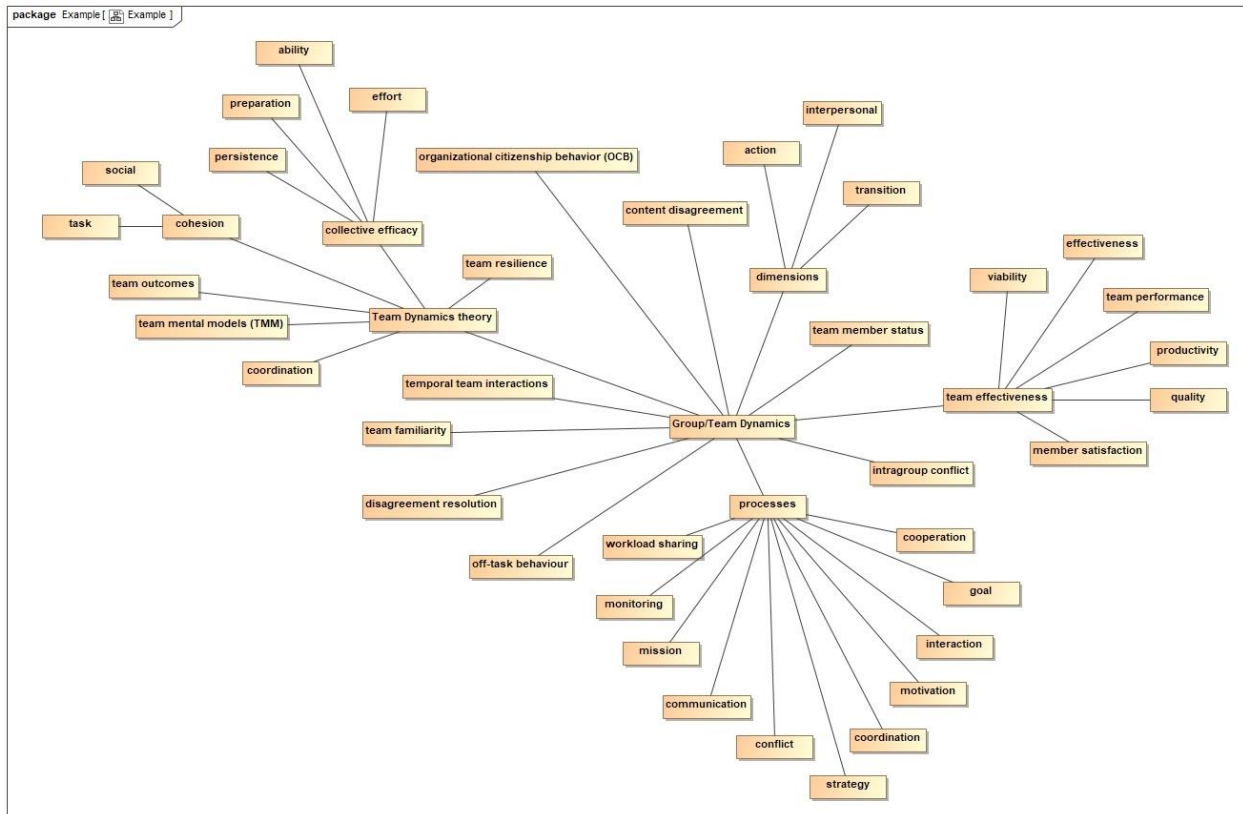 package Example [ Example ]
ability
effort
preparation
interpersonal
persistence
organizational citizenship behavior (OCB)
action
social
transition
task
cohesion
collective efficacy
content disagreement
effectiveness
team resilience
dimensions
viability
team outcomes
team performance
team mental models (TMM)
Team Dynamics theory
team member status
productivity
coordination
temporal team interactions
team effectiveness
quality
team familiarity
Group/Team Dynamics
member satisfaction
intragroup conflict
disagreement resolution
processes
workload sharing
cooperation
off-task behaviour
monitoring
goal
mission
interaction
communication
motivation
conflict
coordination
strategy